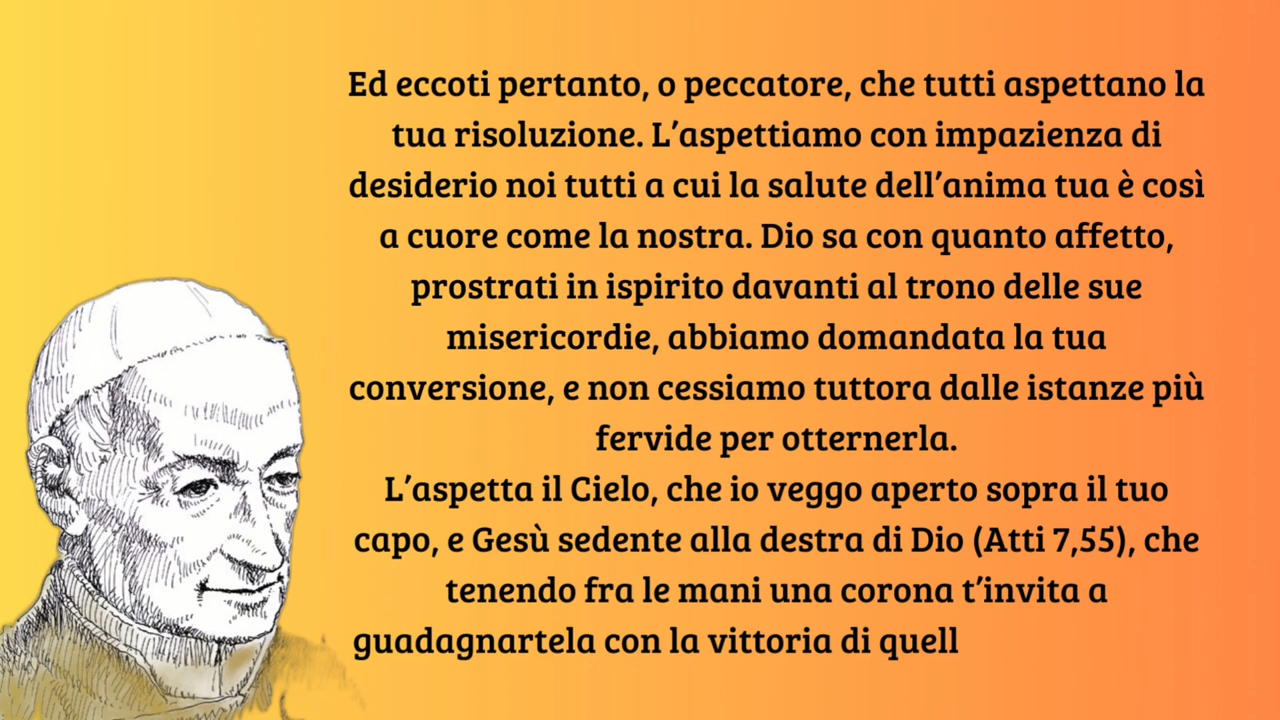 Ed eccoti pertanto, o peccatore, che tutti aspettano la
tua risoluzione. L’aspettiamo con impazienza di
desiderio noi tutti a cui la salute dell’anima tua è così
a cuore come la nostra. Dio sa con quanto affetto,
prostrati in ispirito davanti al trono delle sue
misericordie, abbiamo domandata la tua
conversione, e non cessiamo tuttora dalle istanze più
fervide per otternerla.
L’aspetta il Cielo, che io veggo aperto sopra il tuo
capo, e Gesù sedente alla destra di Dio (Atti 7,55), che
tenendo fra le mani una corona t’invita a
guadagnartela con la vittoria di quell